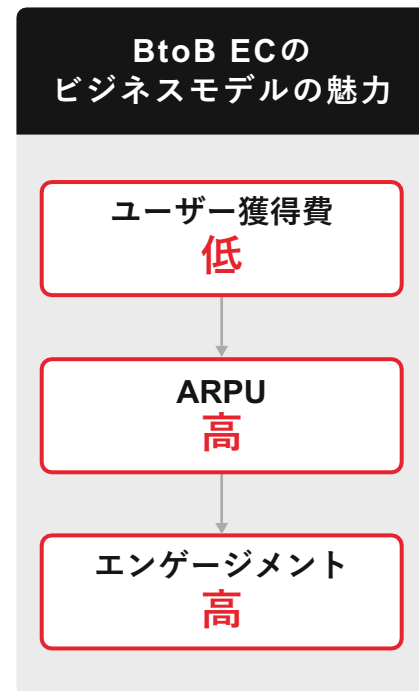 BtoB ECの
ビジネスモデルの魅力
ユーザー獲得費
低
ARPU
高
エンゲージメント
高